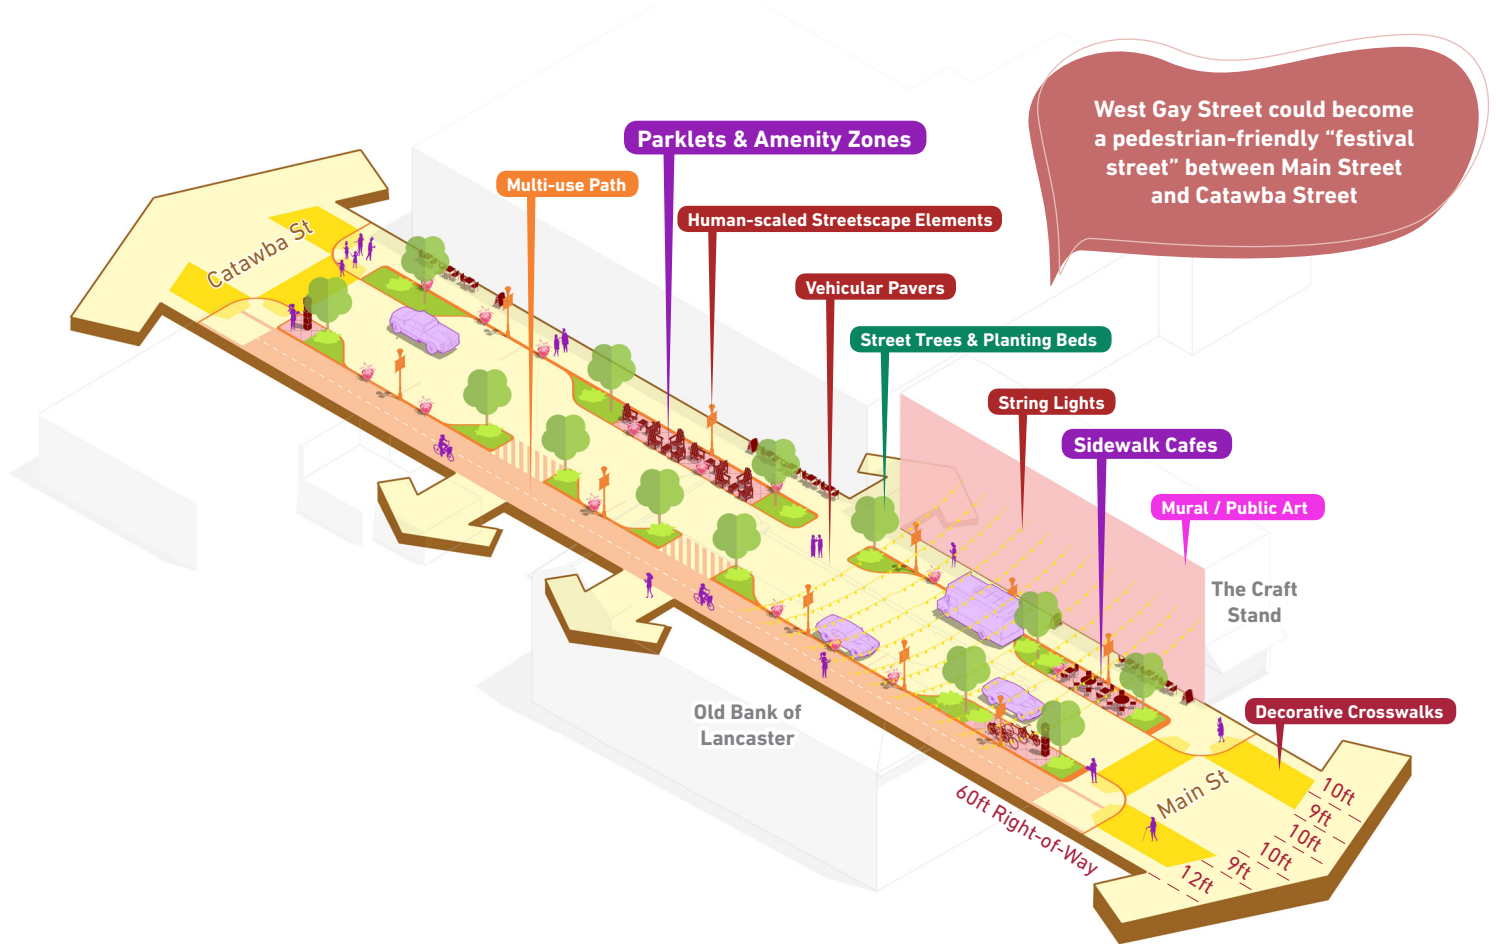 West Gay Street could become
a pedestrian-friendly “festival
street” between Main Street
and Catawba Street
Parklets & Amenity Zones
Multi-use Path
Human-scaled Streetscape Elements
Vehicular Pavers
Street Trees & Planting Beds
String Lights
Sidewalk Cafes
Mural / Public Art
Catawba St
The Craft
Stand
Old Bank of
Lancaster
Decorative Crosswalks
Main St
60ft Right-of-Way
10ft
9ft
10ft
10ft
9ft
12ft